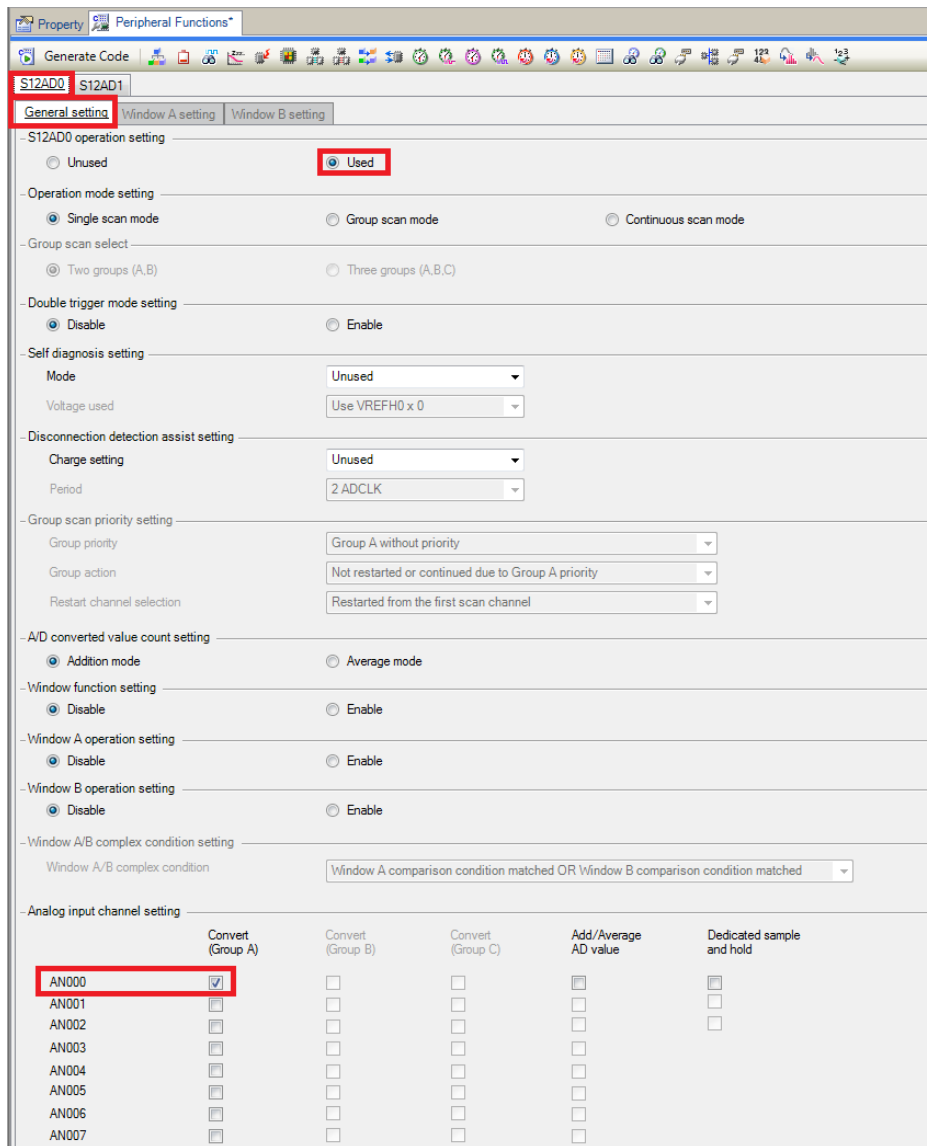 Property Peripheral Functions*
Generate Code
S12AD0 S12AD1
General setting Window A setting Window B setting
S12AD0 operation setting
Unused Used
Operation mode setting
Single scan mode Group scan mode Continuous scan mode
Group scan select
Two groups (A,B) Three groups (A,B,C)
Double trigger mode setting
Disable Enable
Self diagnosis setting
Mode Unused
Voltage used Use VREFH0 x 0
Disconnection detection assist setting
Charge setting Unused
Period 2 ADCLK
Group scan priority setting
Group priority Group A without priority
Group action Not restarted or continued due to Group A priority
Restart channel selection Restarted from the first scan channel
A/D converted value count setting
Addition mode Average mode
Window function setting
Disable Enable
Window A operation setting
Disable Enable
Window B operation setting
Disable Enable
Window A/B complex condition setting
Window A/B complex condition Window A comparison condition matched OR Window B comparison condition matched
Analog input channel setting
Convert Convert Convert Add/Average Dedicated sample
(Group A) (Group B) (Group C) AD value and hold
AN000
AN001
AN002
AN003
AN004
AN005
AN006
AN007